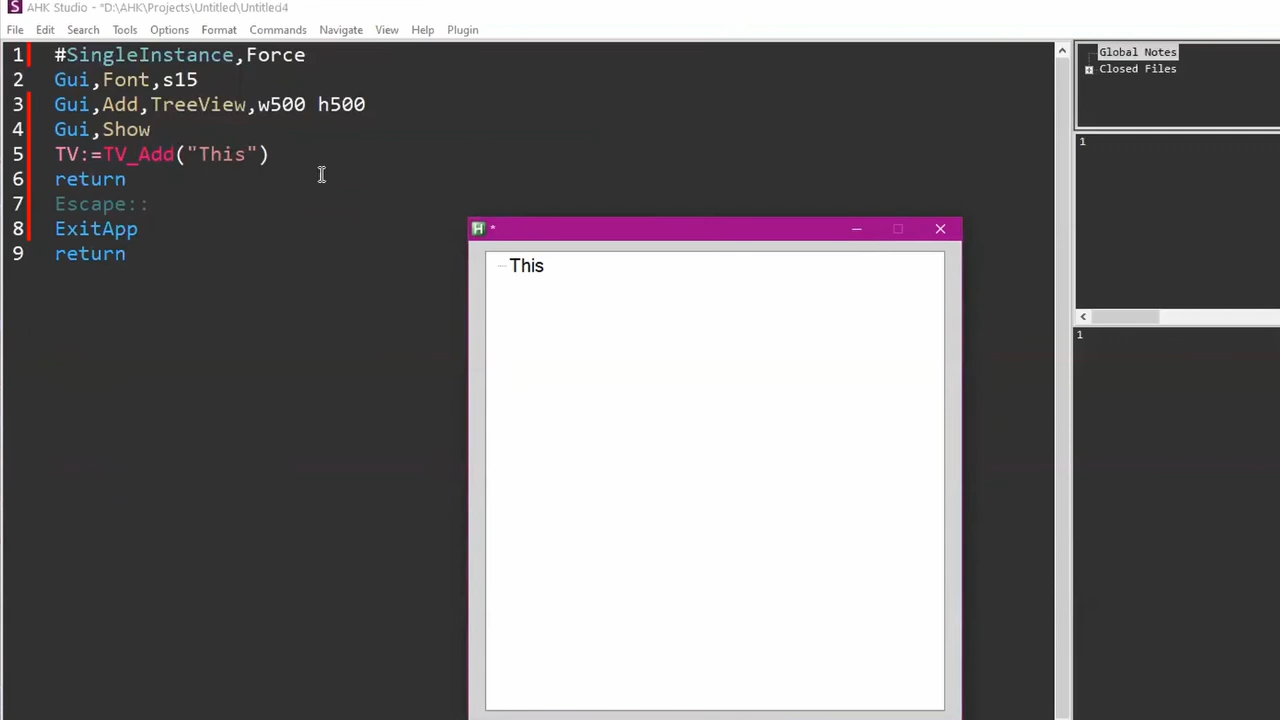 AHK Studio - *D:\AHK\Projects\Untitled\Untitled4
File Edit Search Tools Options Format Commands Navigate View Help Plugin
1 #SingleInstance,Force
2 Gui,Font,s15
3 Gui,Add,TreeView,w500 h500
4 Gui,Show
5 TV:=TV_Add("This")
6 return
7 Escape::
8 ExitApp
9 return
*
This
Global Notes
Closed Files
1
1